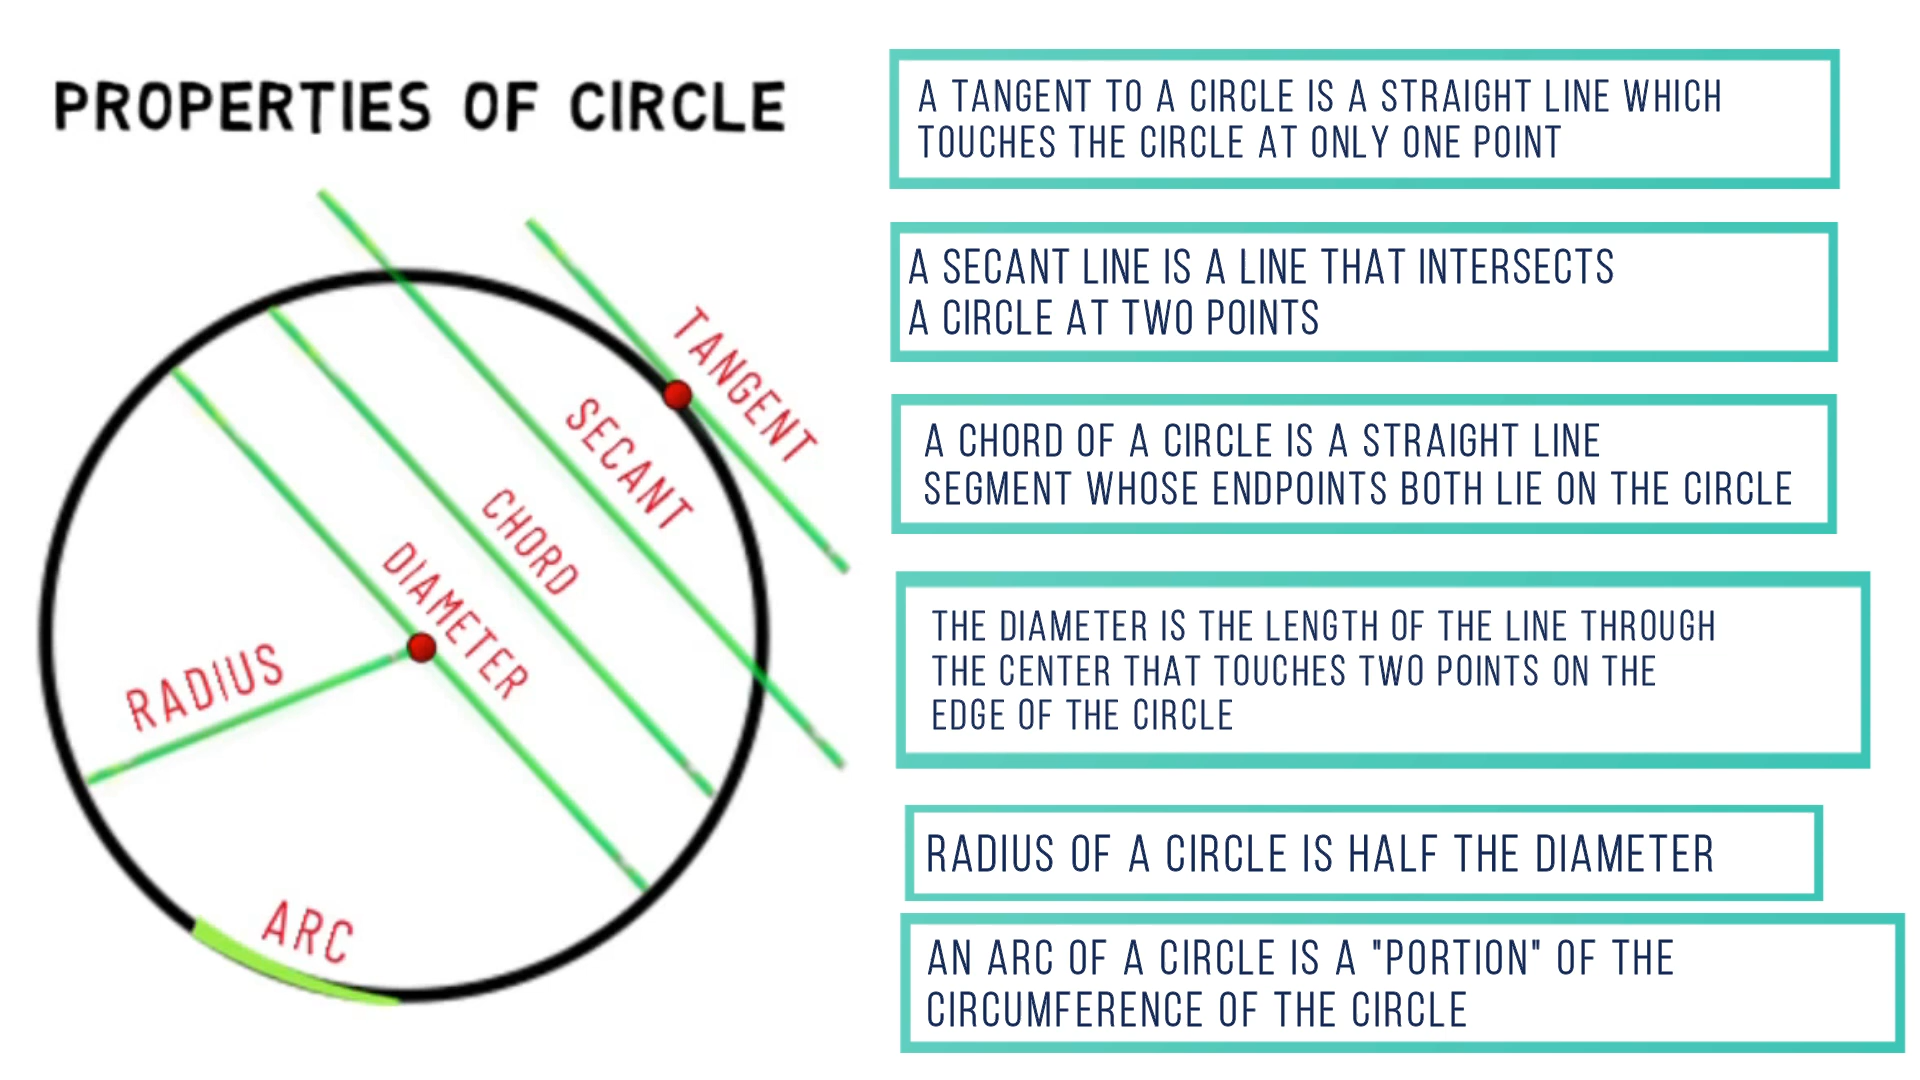 PROPERTIES OF CIRCLE
TANGENT
SECANT
CHORD
DIAMETER
RADIUS
ARC
A TANGENT TO A CIRCLE IS A STRAIGHT LINE WHICH
TOUCHES THE CIRCLE AT ONLY ONE POINT
A SECANT LINE IS A LINE THAT INTERSECTS
A CIRCLE AT TWO POINTS
A CHORD OF A CIRCLE IS A STRAIGHT LINE
SEGMENT WHOSE ENDPOINTS BOTH LIE ON THE CIRCLE
THE DIAMETER IS THE LENGTH OF THE LINE THROUGH
THE CENTER THAT TOUCHES TWO POINTS ON THE
EDGE OF THE CIRCLE
RADIUS OF A CIRCLE IS HALF THE DIAMETER
AN ARC OF A CIRCLE IS A "PORTION" OF THE
CIRCUMFERENCE OF THE CIRCLE